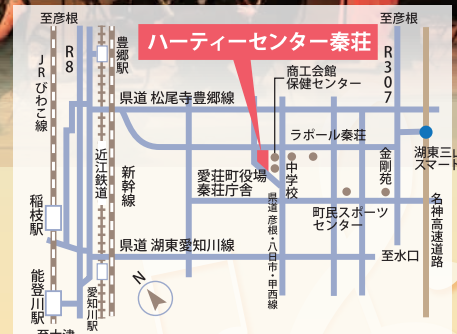 至彦根
至彦根
JRびわこ線
R8
豊郷駅
ハーティーセンター秦荘
R307
商工会館
保健センター
県道 松尾寺豊郷線
ラポール秦荘
湖東三山
スマート
近江鉄道
新幹線
愛荘町役場
秦荘庁舎
中学校
金剛苑
稲枝駅
県道 彦根・八日市・甲西線
町民スポーツ
センター
名神高速道路
県道 湖東愛知川線
至水口
能登川駅
愛知川駅
N